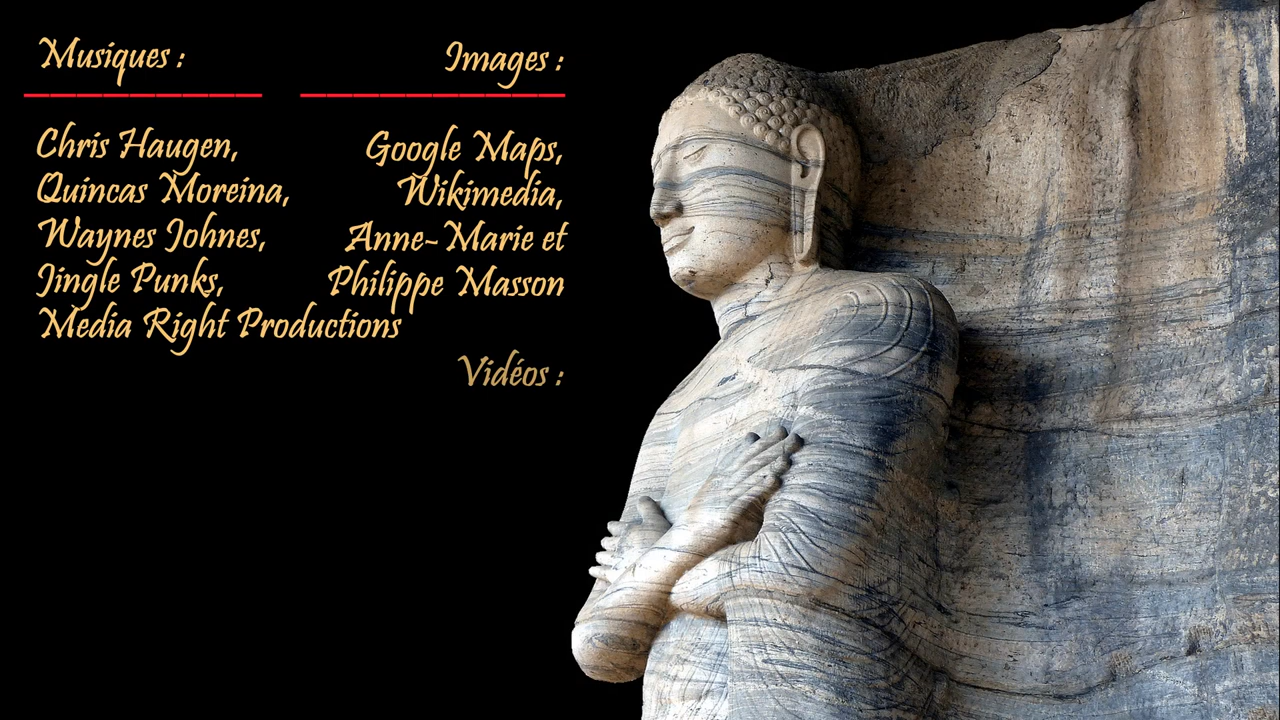 Musiques :
Chris Haugen,
Quincas Moreina,
Waynes Johnes,
Jingle Punks,
Media Right Productions
Images :
Google Maps,
Wikimedia,
Anne-Marie et
Philippe Masson
Vidéos :